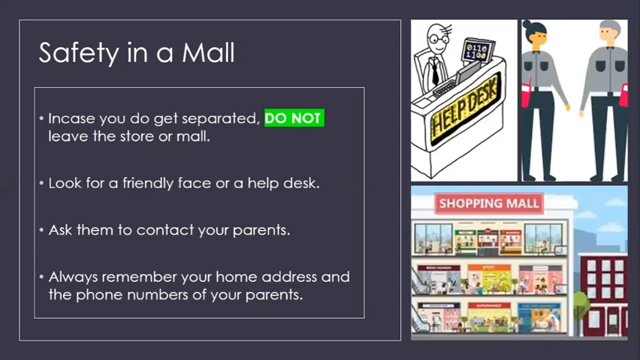 Safety in a Mall
Incase you do get separated, DO NOT
leave the store or mall.
Look for a friendly face or a help desk.
Ask them to contact your parents.
Always remember your home address and
the phone numbers of your parents.
0110
1100
HELP DESK
SHOPPING MALL